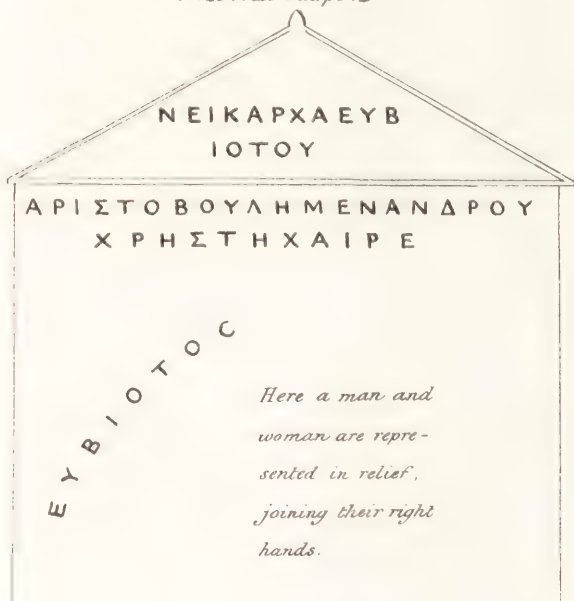 ΝΕΙΚΑΡΧΑΕΥΒ
ΙΟΤΟΥ
ΑΡΙΣΤΟΒΟΥΛΗΜΕΝΑΝΔΡΟΥ
ΧΡΗΣΤΗΧΑΙΡΕ
ΕΥΒΙΟΤΟϹ
Here a man and
woman are repre-
sented in relief,
joining their right
hands.